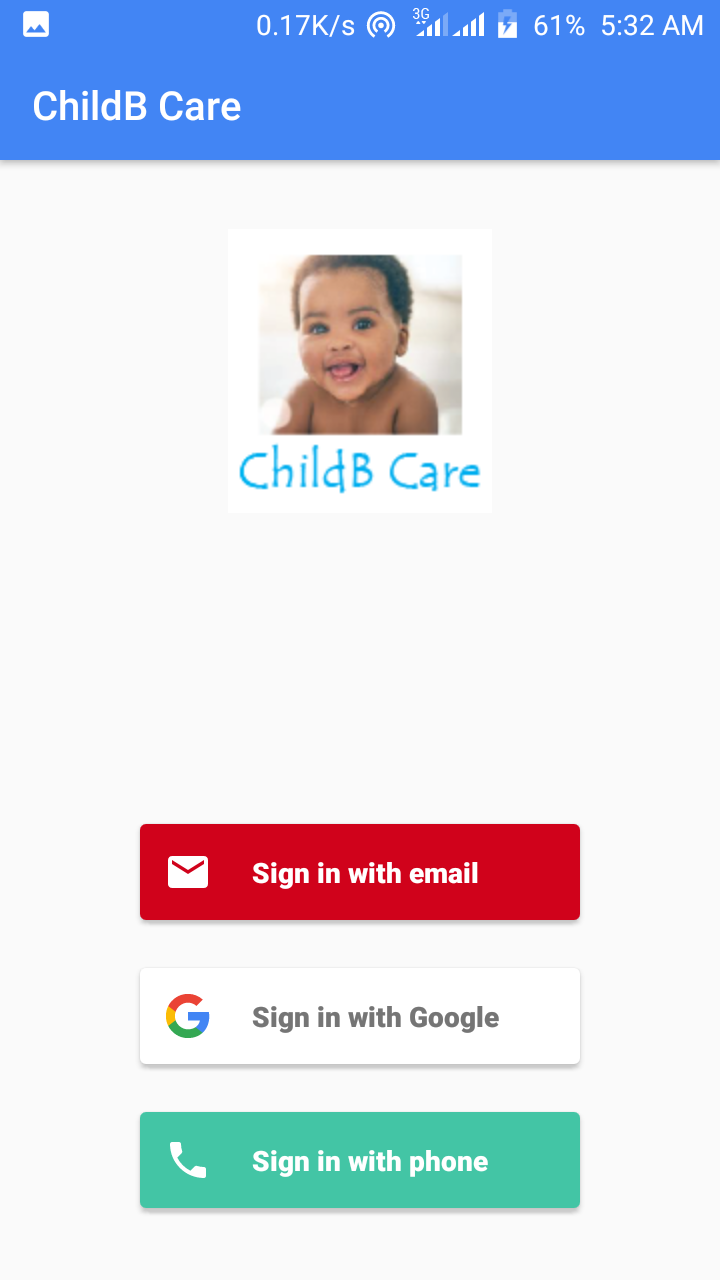 0.17K/s 3G 61% 5:32 AM
ChildB Care
ChildB Care
Sign in with email
Sign in with Google
Sign in with phone